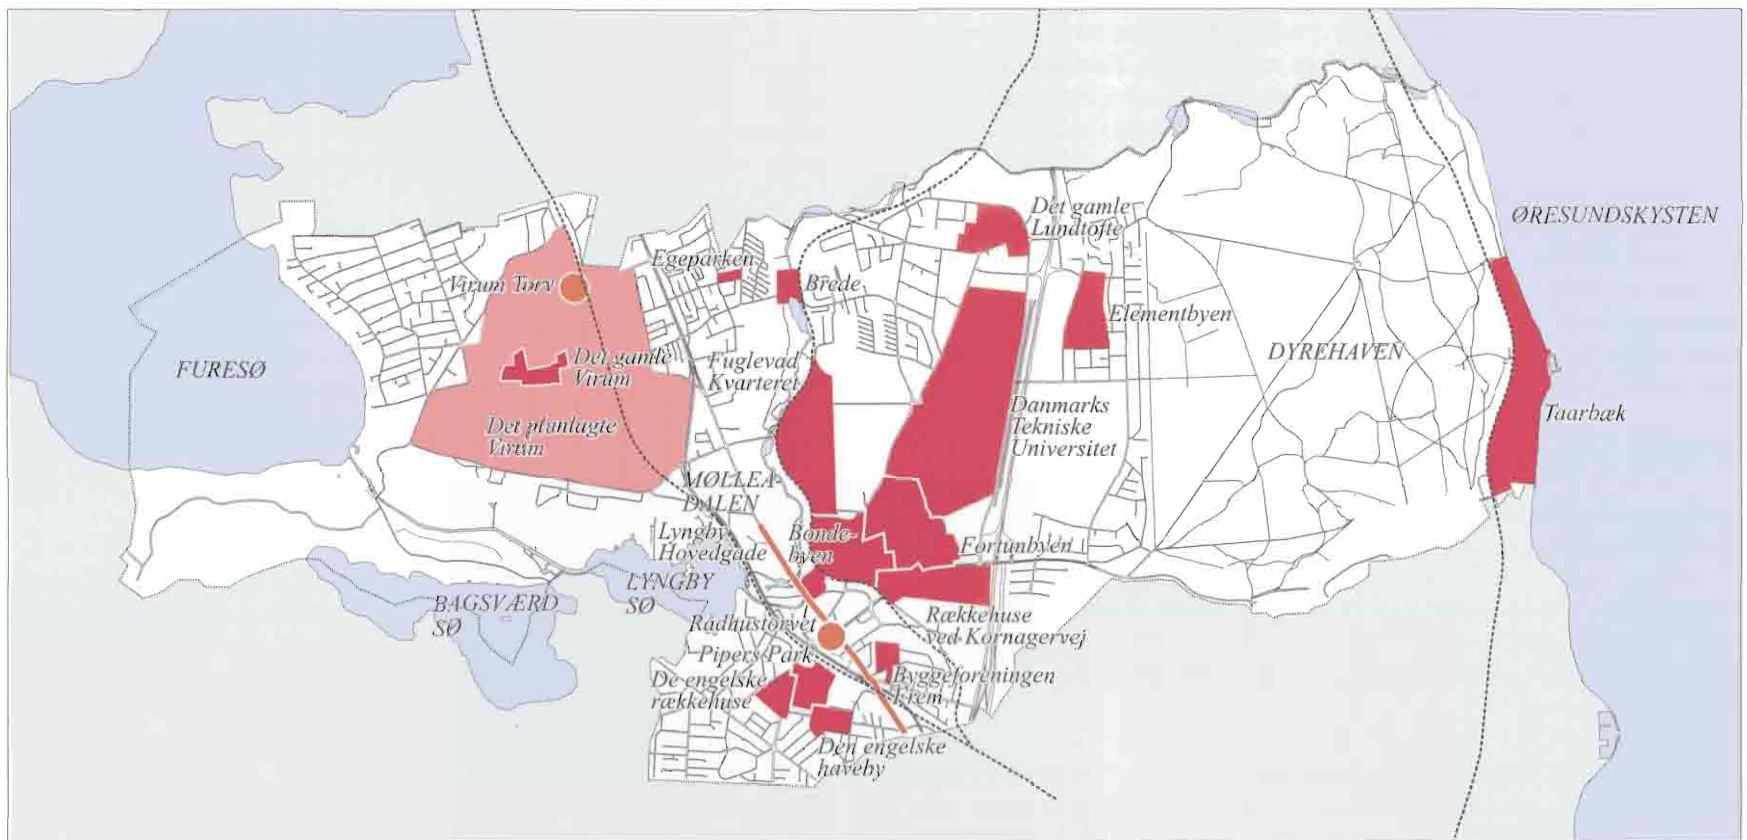 ØRESUNDSKYSTEN
Det gamle
Lundtofte
Egeparken
Virum Torv
Brede
Elementbyen
FURESØ
Det gamle
Virum
Fuglevad
Kvarteret
DYREHAVEN
Danmarks
Tekniske
Universitet
Taarbæk
Det planlagte
Virum
MØLLEA-
DALEN
Lyngby
Hovedgade
Bonde-
byen
Fortunbyen
LYNGBY
SØ
BAGSVÆRD
SØ
Rådhustorvet
Rækkehuse
ved Kornagervej
Pipers Park
De engelske
rækkehuse
Byggeforeningen
Frem
Den engelske
haveby